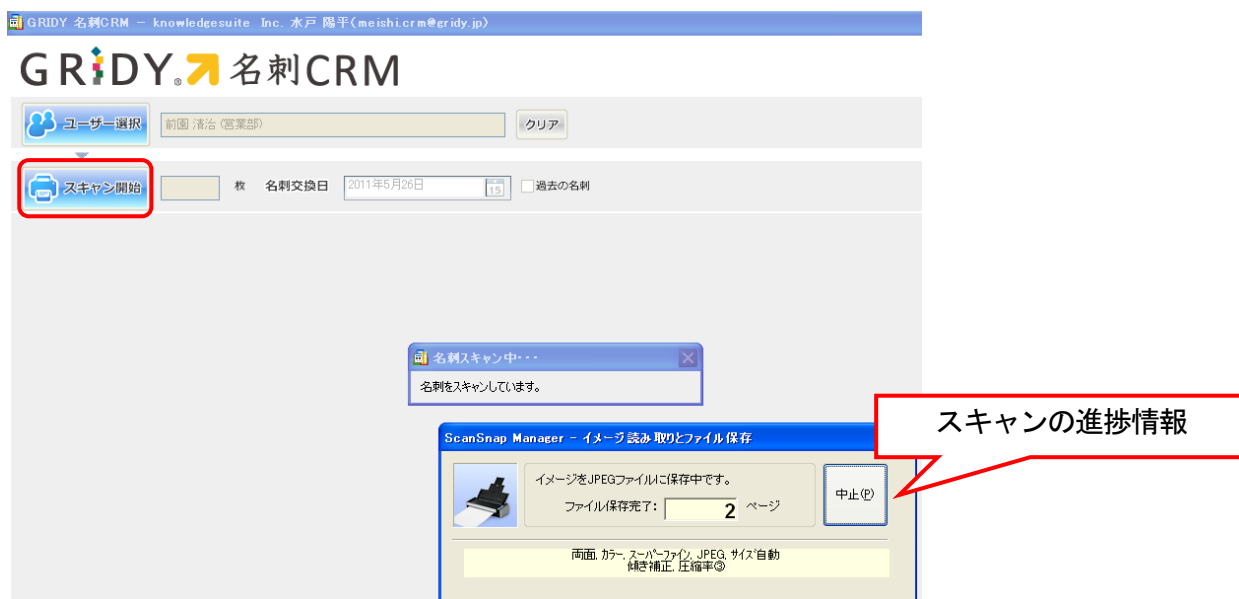 GRIDY 名刺CRM － knowledgesuite Inc. 水戸 陽平(meishi.crm@gridy.jp)
GRiDY® 名刺CRM
ユーザー選択 前園 清治 (営業部) クリア
スキャン開始 枚 名刺交換日 2011年5月26日 15 過去の名刺
名刺スキャン中・・・
名刺をスキャンしています。
スキャンの進捗情報
ScanSnap Manager － イメージ読み取りとファイル保存
イメージをJPEGファイルに保存中です。
ファイル保存完了: 2 ページ
中止(P)
両面, カラー, スーパーファイン, JPEG, サイズ自動
傾き補正, 圧縮率③